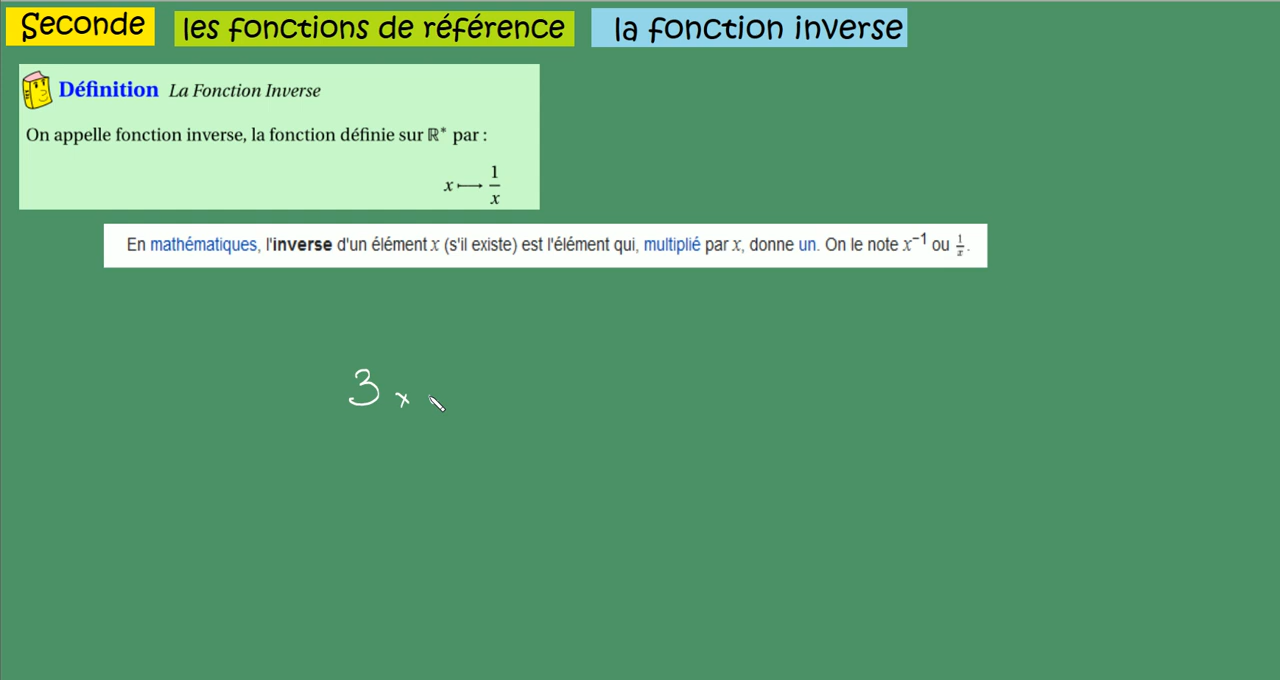 Seconde les fonctions de référence la fonction inverse
Définition La Fonction Inverse
On appelle fonction inverse, la fonction définie sur ℝ* par :
x ⟼ 1/x
En mathématiques, l'inverse d'un élément x (s'il existe) est l'élément qui, multiplié par x, donne un. On le note x⁻¹ ou 1/x.
3 ×